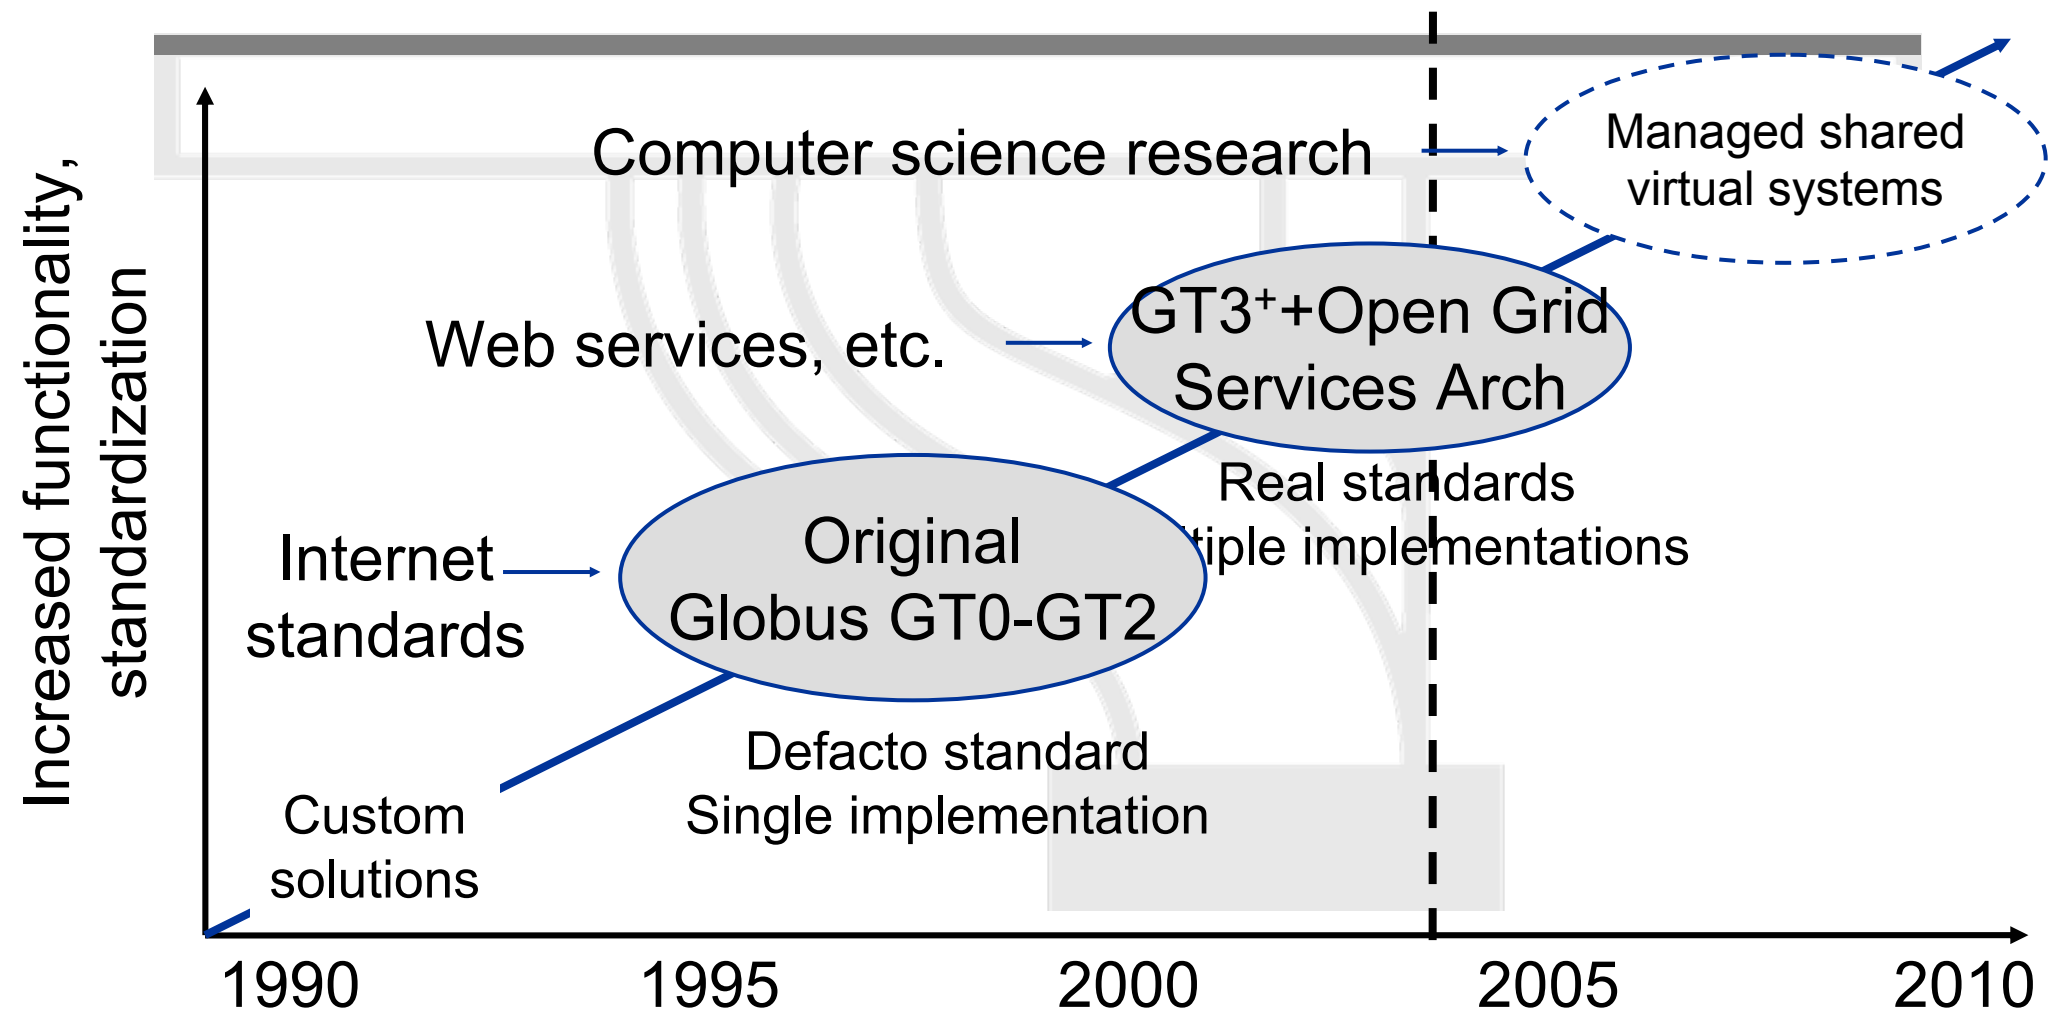 Increased functionality,
standardization
Computer science research
Managed shared
virtual systems
Web services, etc.
GT3⁺+Open Grid
Services Arch
Real standards
tiple implementations
Internet
standards
Original
Globus GT0-GT2
Defacto standard
Single implementation
Custom
solutions
1990 1995 2000 2005 2010